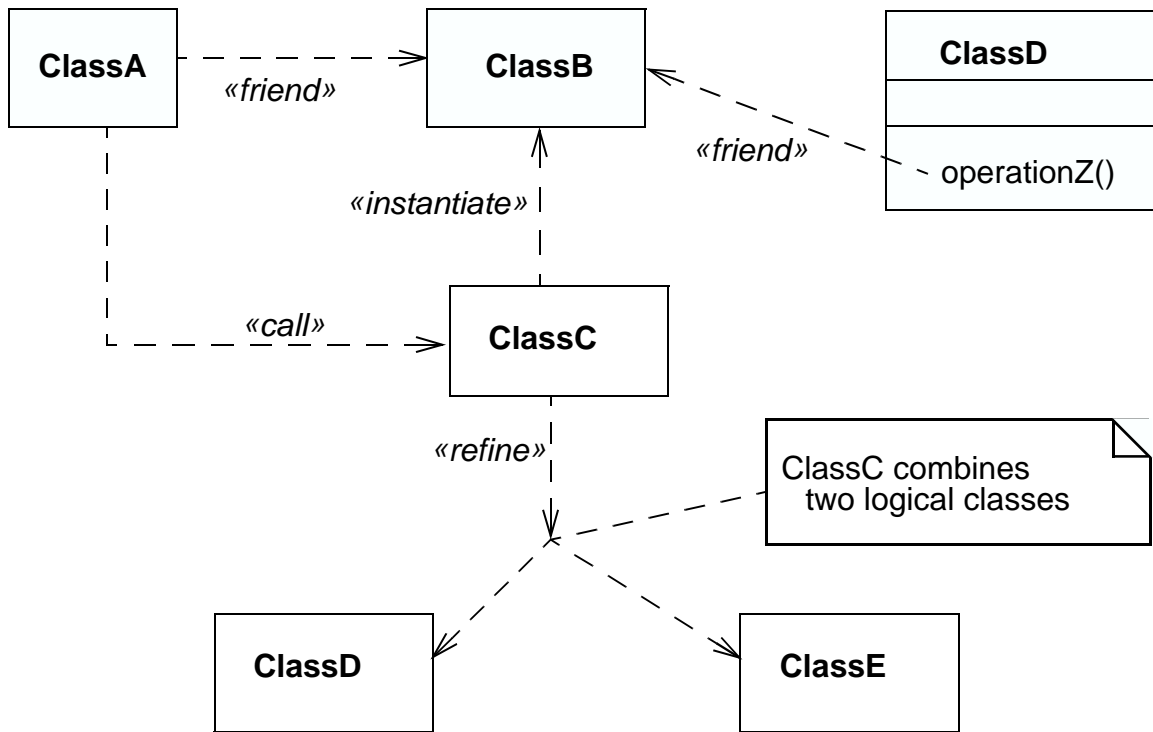 ClassA
ClassB
ClassD
«friend»
«friend»
operationZ()
«instantiate»
«call»
ClassC
«refine»
ClassC combines
two logical classes
ClassD
ClassE